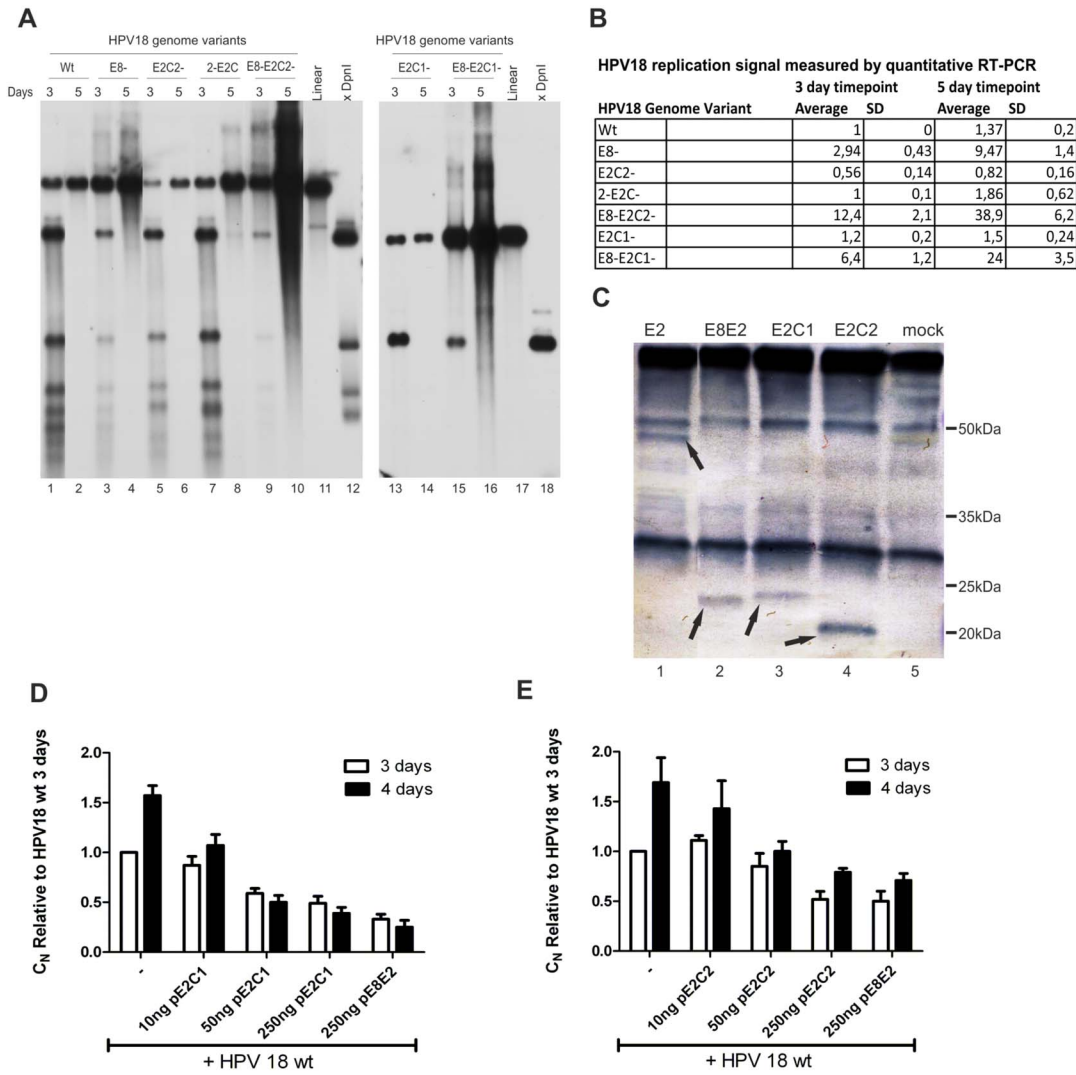 A
HPV18 genome variants
Wt E8- E2C2- 2-E2C E8-E2C2- Linear x DpnI
Days 3 5 3 5 3 5 3 5 3 5
1 2 3 4 5 6 7 8 9 10 11 12
HPV18 genome variants
E2C1- E8-E2C1- Linear x DpnI
3 5 3 5
13 14 15 16 17 18
B
HPV18 replication signal measured by quantitative RT-PCR
3 day timepoint 5 day timepoint
HPV18 Genome Variant Average SD Average SD
Wt 1 0 1,37 0,2
E8- 2,94 0,43 9,47 1,4
E2C2- 0,56 0,14 0,82 0,16
2-E2C- 1 0,1 1,86 0,62
E8-E2C2- 12,4 2,1 38,9 6,2
E2C1- 1,2 0,2 1,5 0,24
E8-E2C1- 6,4 1,2 24 3,5
C
E2 E8E2 E2C1 E2C2 mock
50kDa
35kDa
25kDa
20kDa
1 2 3 4 5
D
C_N Relative to HPV18 wt 3 days
2.0
1.5
1.0
0.5
0.0
3 days
4 days
- 10ng pE2C1 50ng pE2C1 250ng pE2C1 250ng pE8E2
+ HPV 18 wt
E
C_N Relative to HPV18 wt 3 days
2.0
1.5
1.0
0.5
0.0
3 days
4 days
- 10ng pE2C2 50ng pE2C2 250ng pE2C2 250ng pE8E2
+ HPV 18 wt